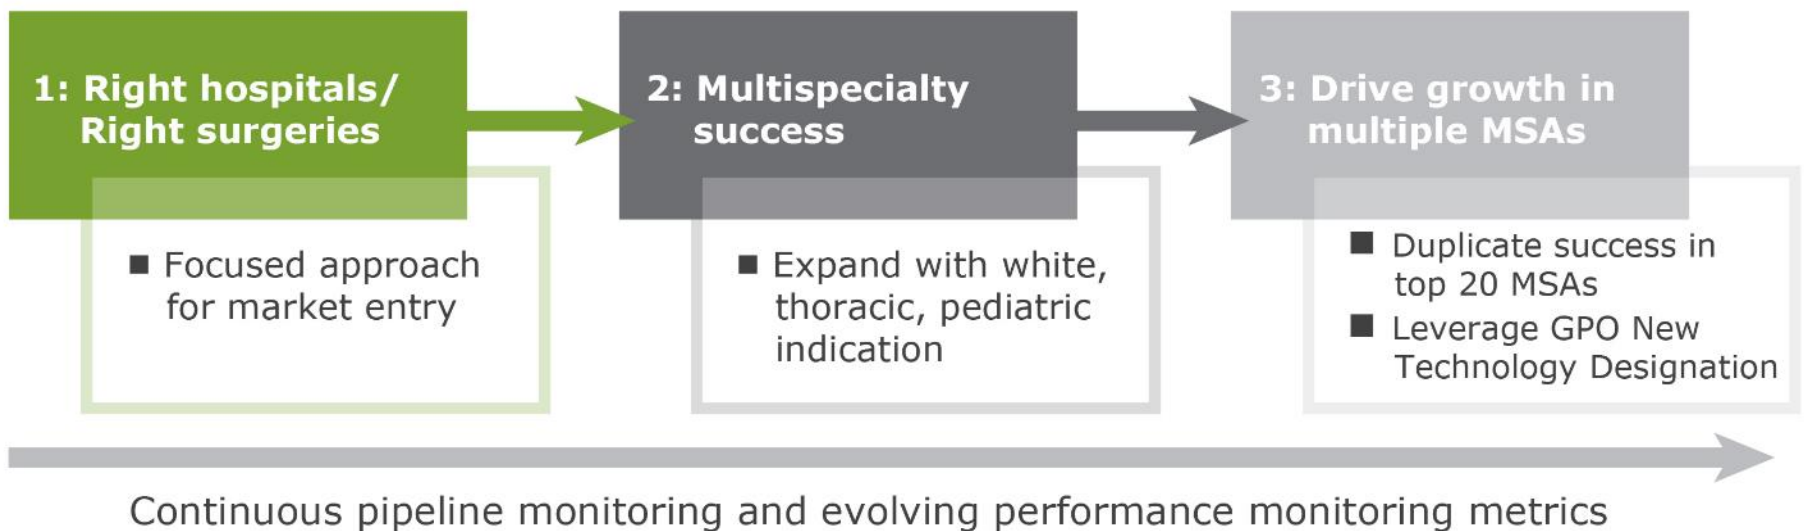 1: Right hospitals/
Right surgeries
■ Focused approach
for market entry
2: Multispecialty
success
■ Expand with white,
thoracic, pediatric
indication
3: Drive growth in
multiple MSAs
■ Duplicate success in
top 20 MSAs
■ Leverage GPO New
Technology Designation
Continuous pipeline monitoring and evolving performance monitoring metrics